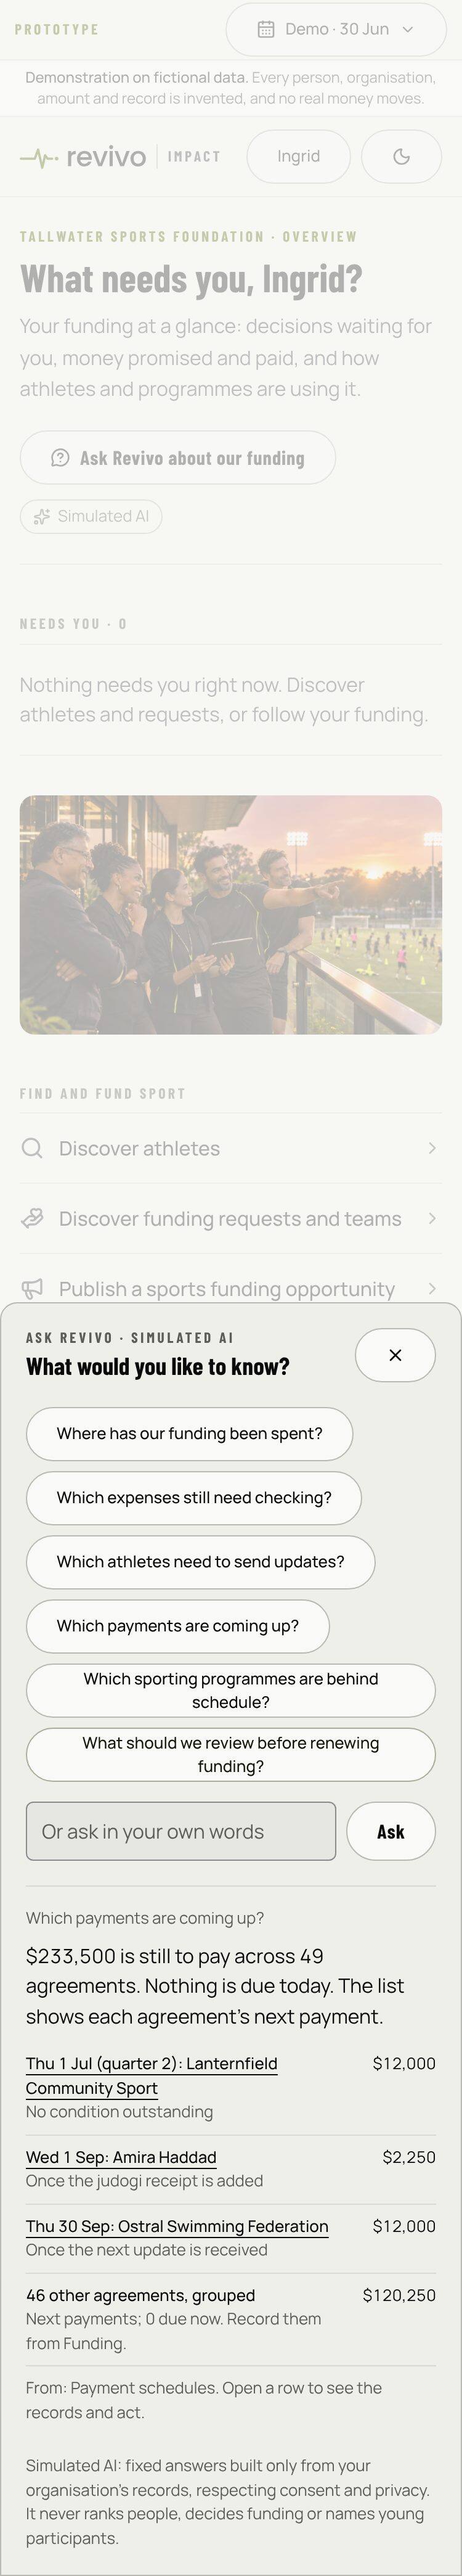 PROTOTYPE
Demo · 30 Jun
Demonstration on fictional data. Every person, organisation,
amount and record is invented, and no real money moves.
revivo
IMPACT
Ingrid
TALLWATER SPORTS FOUNDATION · OVERVIEW
What needs you, Ingrid?
Your funding at a glance: decisions waiting for
you, money promised and paid, and how
athletes and programmes are using it.
Ask Revivo about our funding
Simulated AI
NEEDS YOU · 0
Nothing needs you right now. Discover
athletes and requests, or follow your funding.
FIND AND FUND SPORT
Discover athletes
Discover funding requests and teams
Publish a sports funding opportunity
ASK REVIVO · SIMULATED AI
What would you like to know?
Where has our funding been spent?
Which expenses still need checking?
Which athletes need to send updates?
Which payments are coming up?
Which sporting programmes are behind
schedule?
What should we review before renewing
funding?
Or ask in your own words
Ask
Which payments are coming up?
$233,500 is still to pay across 49
agreements. Nothing is due today. The list
shows each agreement's next payment.
Thu 1 Jul (quarter 2): Lanternfield
Community Sport
$12,000
No condition outstanding
Wed 1 Sep: Amira Haddad
$2,250
Once the judogi receipt is added
Thu 30 Sep: Ostral Swimming Federation
$12,000
Once the next update is received
46 other agreements, grouped
$120,250
Next payments; 0 due now. Record them
from Funding.
From: Payment schedules. Open a row to see the
records and act.
Simulated AI: fixed answers built only from your
organisation's records, respecting consent and privacy.
It never ranks people, decides funding or names young
participants.